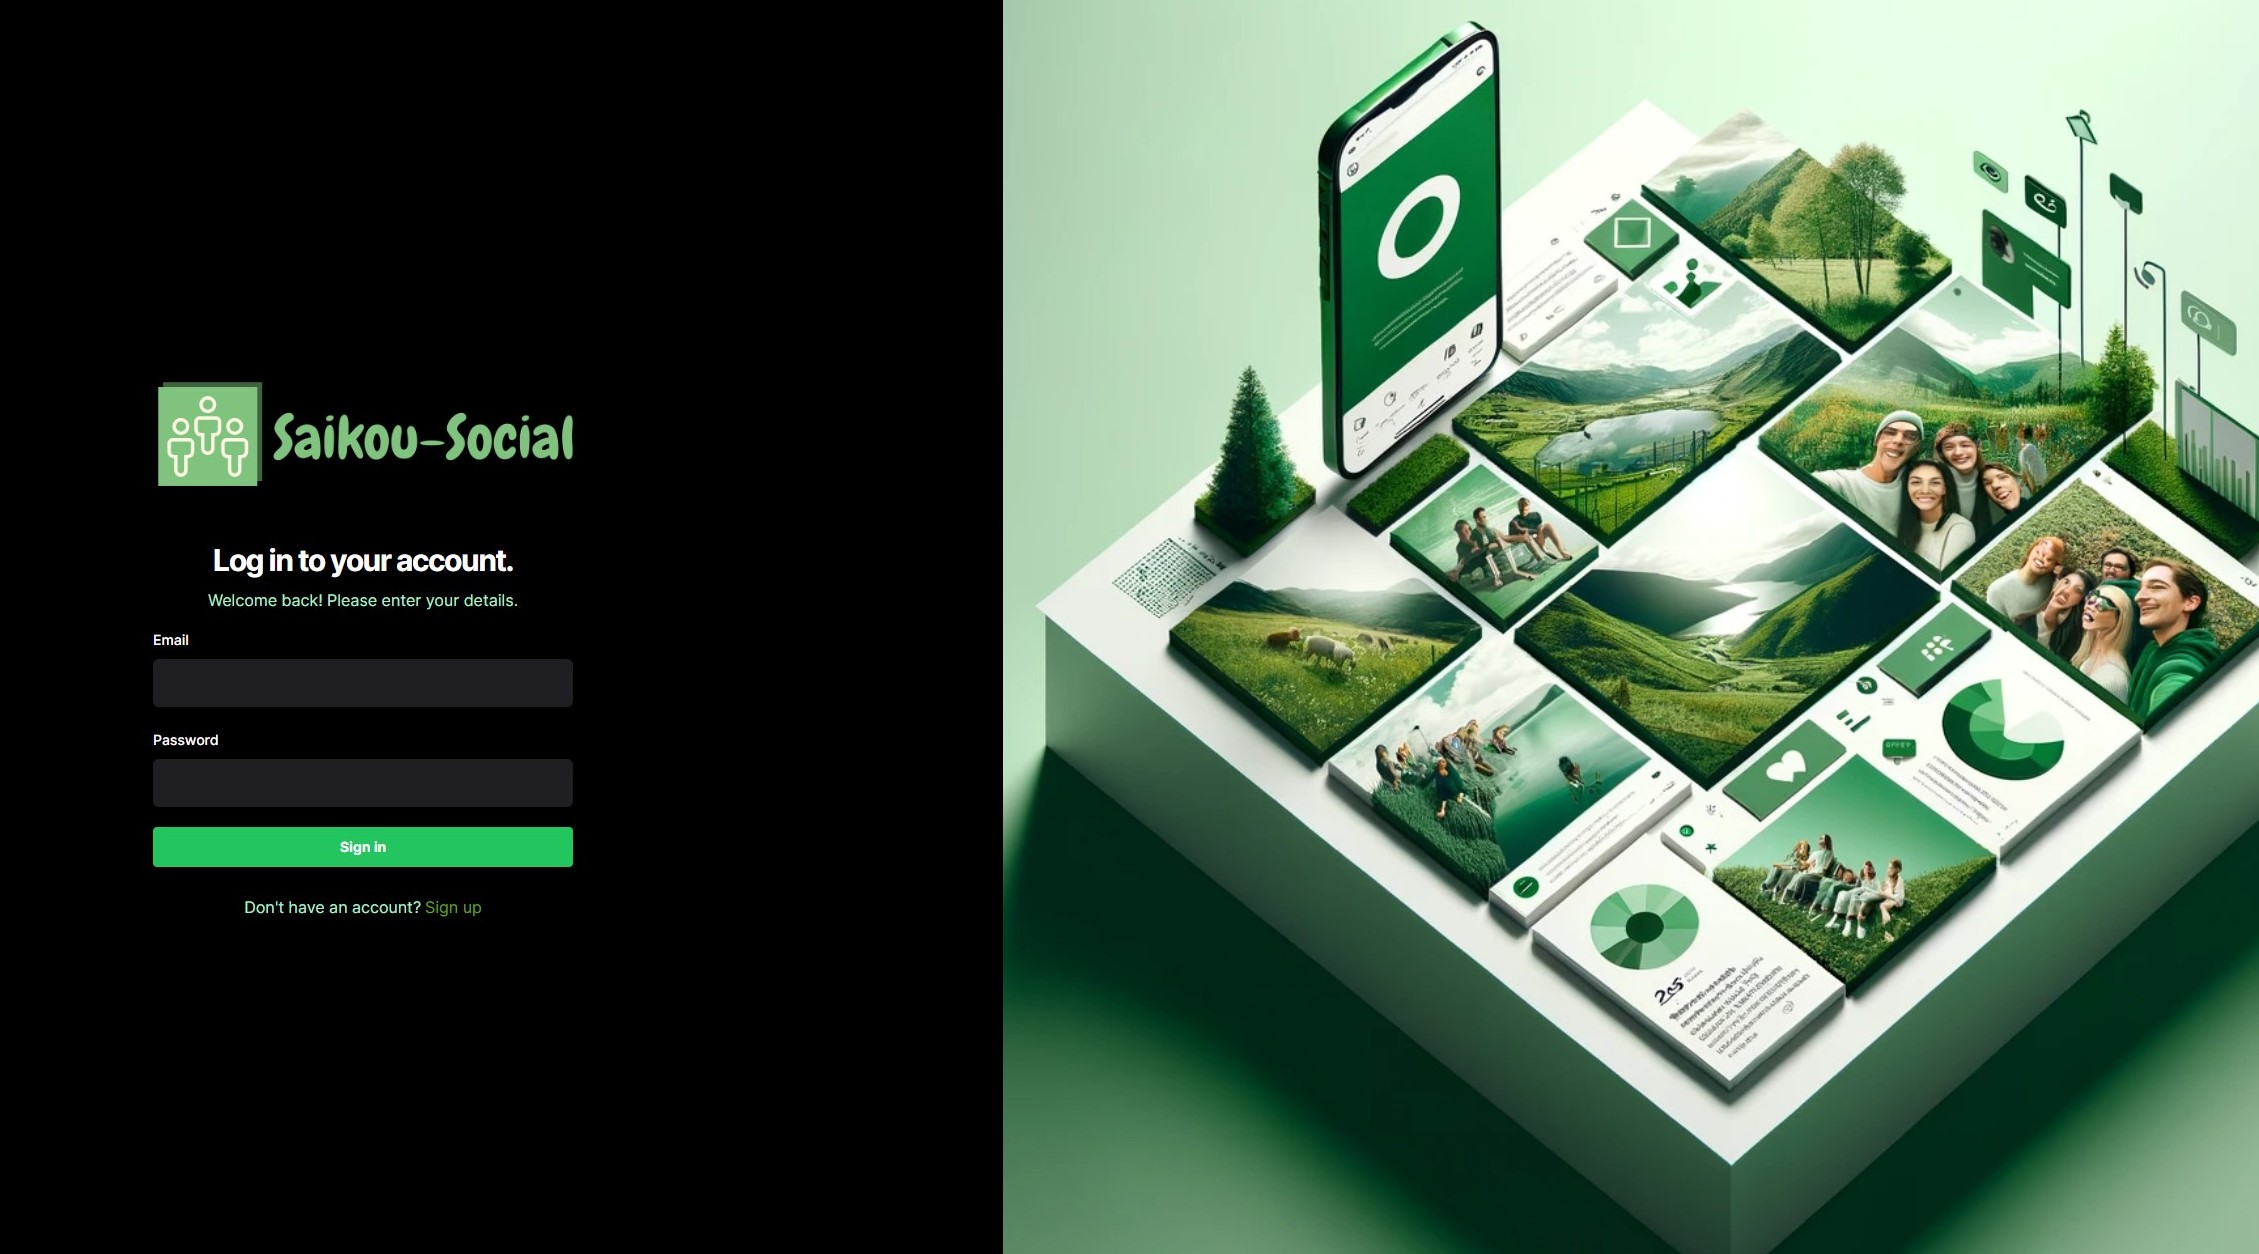 Saikou-Social
Log in to your account.
Welcome back! Please enter your details.
Email
Password
Sign in
Don't have an account? Sign up